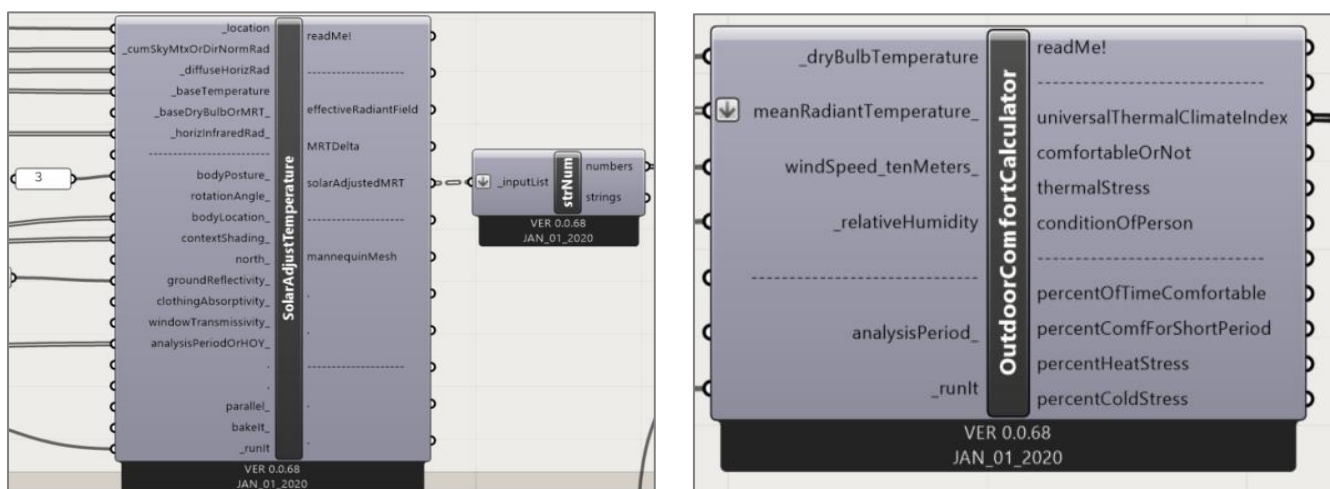 _location
_cumSkyMtxOrDirNormRad
_diffuseHorizRad
_baseTemperature
_baseDryBulbOrMRT_
_horizInfraredRad_
--------------------
bodyPosture_
rotationAngle_
bodyLocation_
contextShading_
north_
groundReflectivity_
clothingAbsorptivity_
windowTransmissivity_
analysisPeriodOrHOY_
.
.
parallel_
bakeIt_
_runIt
SolarAdjustTemperature
readMe!
--------------------
effectiveRadiantField
MRTDelta
solarAdjustedMRT
--------------------
mannequinMesh
.
.
--------------------
.
.
VER 0.0.68
JAN_01_2020
3
_inputList
strNum
numbers
strings
VER 0.0.68
JAN_01_2020
_dryBulbTemperature
meanRadiantTemperature_
windSpeed_tenMeters_
_relativeHumidity
--------------------------
analysisPeriod_
_runIt
OutdoorComfortCalculator
readMe!
--------------------------
universalThermalClimateIndex
comfortableOrNot
thermalStress
conditionOfPerson
--------------------------
percentOfTimeComfortable
percentComfForShortPeriod
percentHeatStress
percentColdStress
VER 0.0.68
JAN_01_2020